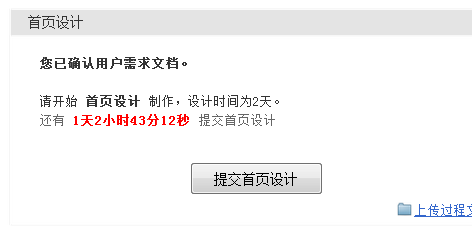 首页设计
您已确认用户需求文档。
请开始 首页设计 制作，设计时间为2天。
还有 1天2小时43分12秒 提交首页设计
提交首页设计
上传过程文